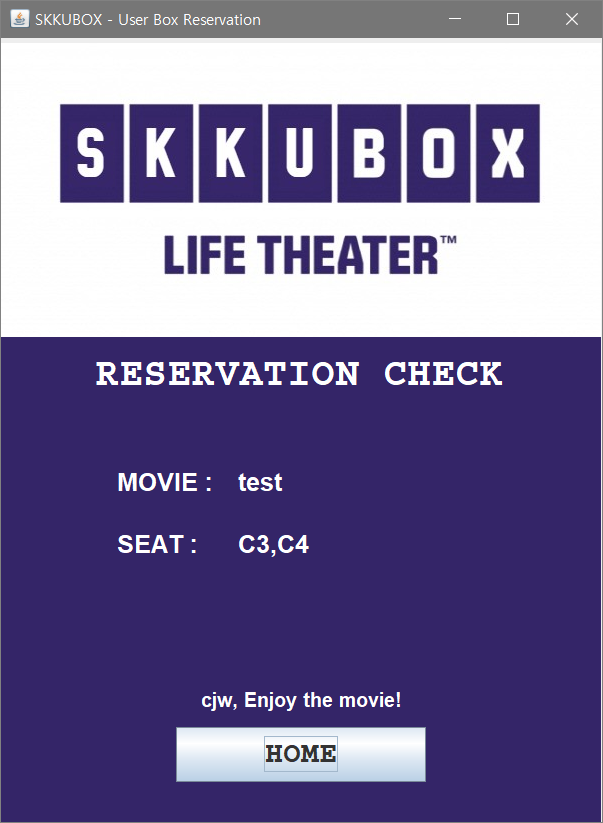 SKKUBOX - User Box Reservation
SKKUBOX
LIFE THEATER™
RESERVATION CHECK
MOVIE : test
SEAT : C3,C4
cjw, Enjoy the movie!
HOME